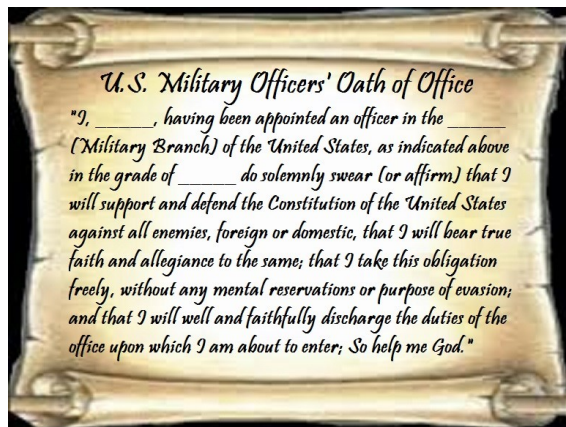 U.S. Military Officers' Oath of Office
"I, ______, having been appointed an officer in the ______
(Military Branch) of the United States, as indicated above
in the grade of ______ do solemnly swear (or affirm) that I
will support and defend the Constitution of the United States
against all enemies, foreign or domestic, that I will bear true
faith and allegiance to the same; that I take this obligation
freely, without any mental reservations or purpose of evasion;
and that I will well and faithfully discharge the duties of the
office upon which I am about to enter; So help me God."